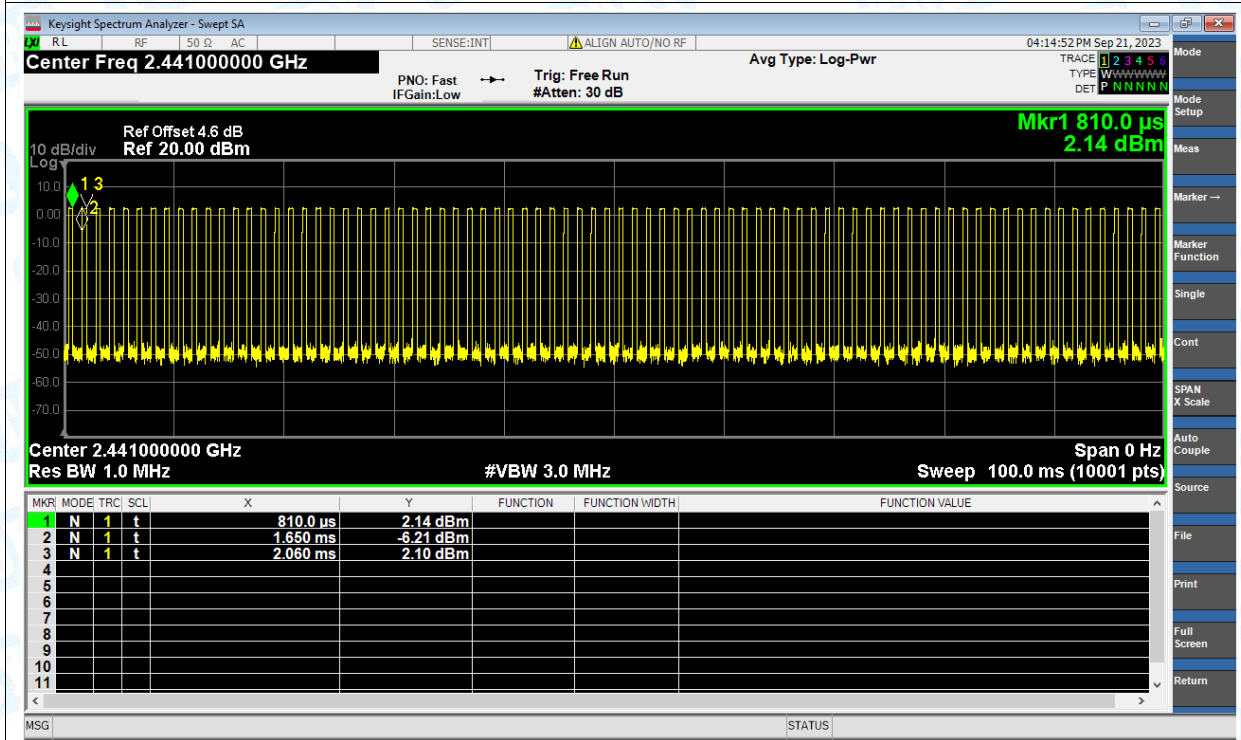 Keysight Spectrum Analyzer - Swept SA
LXI RL RF 50 Ω AC SENSE:INT ALIGN AUTO/NO RF 04:14:52 PM Sep 21, 2023
Center Freq 2.441000000 GHz
PNO: Fast
IFGain:Low
Trig: Free Run
#Atten: 30 dB
Avg Type: Log-Pwr
TRACE 1 2 3 4 5 6
TYPE WWWWWW
DET P N N N N N
Mkr1 810.0 µs
2.14 dBm
Ref Offset 4.6 dB
Ref 20.00 dBm
10 dB/div
Log
10.0
0.00
-10.0
-20.0
-30.0
-40.0
-50.0
-60.0
-70.0
1 3
2
Center 2.441000000 GHz
Span 0 Hz
Res BW 1.0 MHz
#VBW 3.0 MHz
Sweep 100.0 ms (10001 pts)
MKR MODE TRC SCL X Y FUNCTION FUNCTION WIDTH FUNCTION VALUE
1 N 1 t 810.0 µs 2.14 dBm
2 N 1 t 1.650 ms -6.21 dBm
3 N 1 t 2.060 ms 2.10 dBm
4
5
6
7
8
9
10
11
MSG STATUS
Mode
Mode Setup
Meas
Marker →
Marker Function
Single
Cont
SPAN X Scale
Auto Couple
Source
File
Print
Full Screen
Return